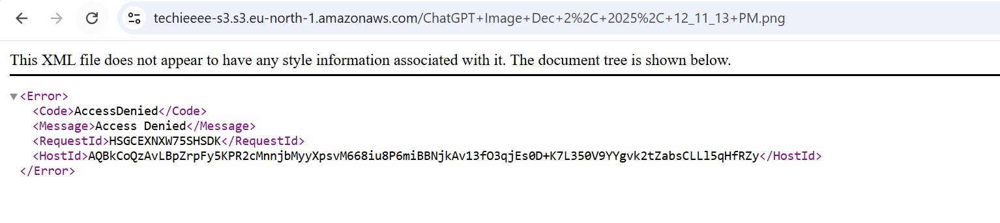 techieeee-s3.s3.eu-north-1.amazonaws.com/ChatGPT+Image+Dec+2%2C+2025%2C+12_11_13+PM.png
This XML file does not appear to have any style information associated with it. The document tree is shown below.
<Error>
<Code>AccessDenied</Code>
<Message>Access Denied</Message>
<RequestId>HSGCEXNXW75SHSDK</RequestId>
<HostId>AQBkCoQzAvLBpZrpFy5KPR2cMnnjbMyyXpsvM668iu8P6miBBNjkAv13fO3qjEs0D+K7L350V9YYgvk2tZabsCLLl5qHfRZy</HostId>
</Error>